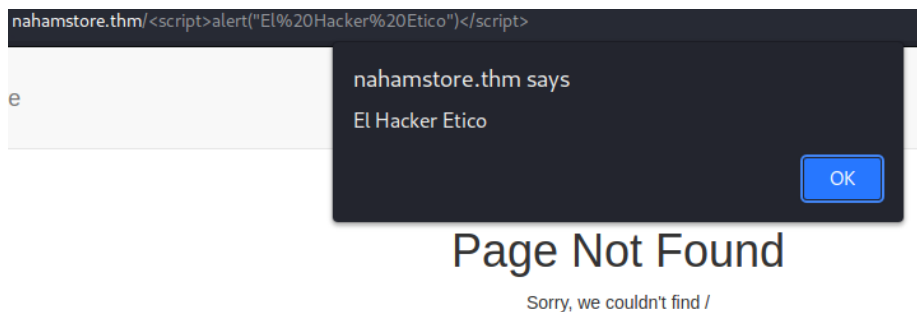 nahamstore.thm/<script>alert("El%20Hacker%20Etico")</script>
nahamstore.thm says
e
El Hacker Etico
OK
Page Not Found
Sorry, we couldn't find /